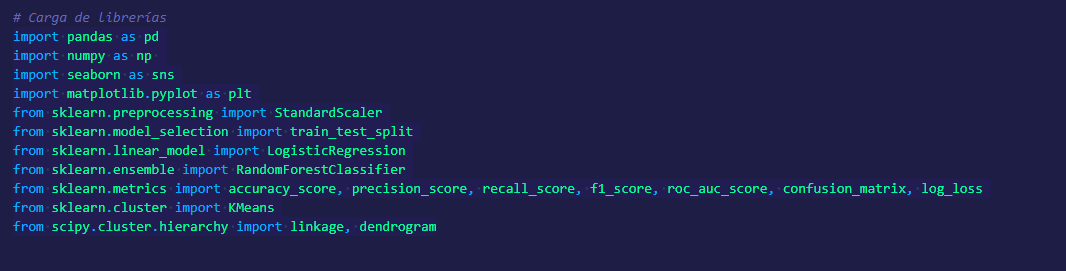 # Carga de librerías
import pandas as pd
import numpy as np
import seaborn as sns
import matplotlib.pyplot as plt
from sklearn.preprocessing import StandardScaler
from sklearn.model_selection import train_test_split
from sklearn.linear_model import LogisticRegression
from sklearn.ensemble import RandomForestClassifier
from sklearn.metrics import accuracy_score, precision_score, recall_score, f1_score, roc_auc_score, confusion_matrix, log_loss
from sklearn.cluster import KMeans
from scipy.cluster.hierarchy import linkage, dendrogram